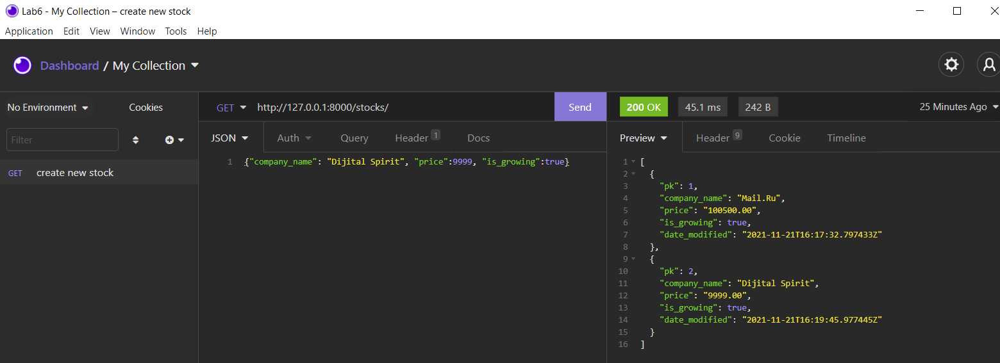 Lab6 - My Collection – create new stock
Application Edit View Window Tools Help
Dashboard / My Collection
No Environment Cookies
GET http://127.0.0.1:8000/stocks/ Send
200 OK 45.1 ms 242 B 25 Minutes Ago
Filter
JSON Auth Query Header 1 Docs
Preview Header 9 Cookie Timeline
GET create new stock
1 {"company_name": "Dijital Spirit", "price":9999, "is_growing":true}
1 [
2 {
3 "pk": 1,
4 "company_name": "Mail.Ru",
5 "price": "100500.00",
6 "is_growing": true,
7 "date_modified": "2021-11-21T16:17:32.797433Z"
8 },
9 {
10 "pk": 2,
11 "company_name": "Dijital Spirit",
12 "price": "9999.00",
13 "is_growing": true,
14 "date_modified": "2021-11-21T16:19:45.977445Z"
15 }
16 ]